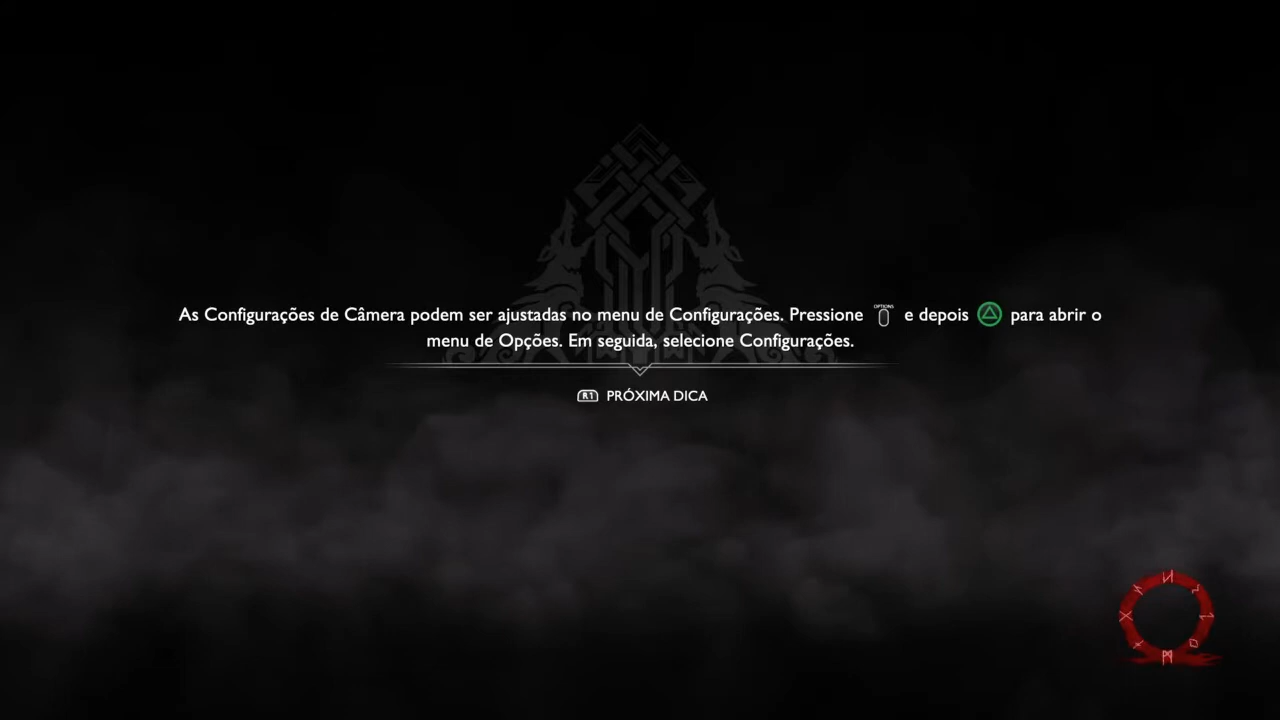 As Configurações de Câmera podem ser ajustadas no menu de Configurações. Pressione OPTIONS e depois para abrir o
menu de Opções. Em seguida, selecione Configurações.
R1 PRÓXIMA DICA